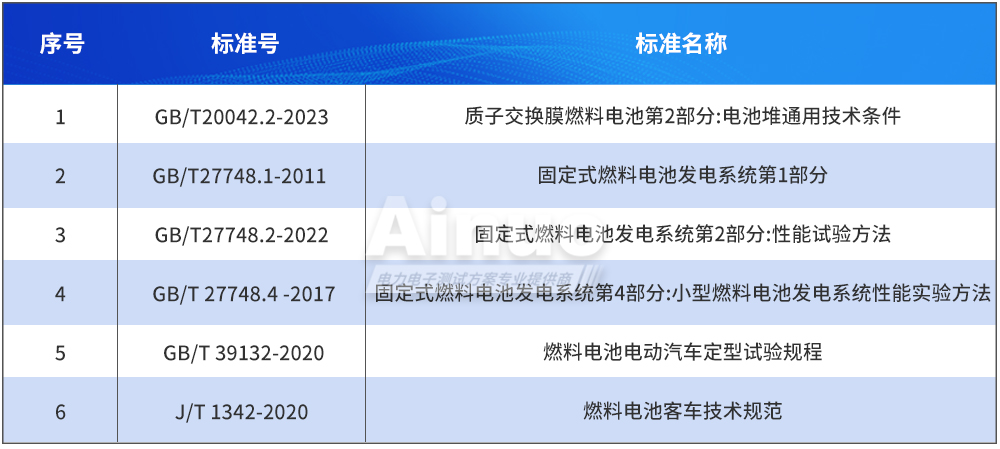 序号 标准号 标准名称
1 GB/T20042.2-2023 质子交换膜燃料电池第2部分:电池堆通用技术条件
2 GB/T27748.1-2011 固定式燃料电池发电系统第1部分
3 GB/T27748.2-2022 固定式燃料电池发电系统第2部分:性能试验方法
Ainuo
电力电子测试方案专业提供商
4 GB/T 27748.4 -2017 固定式燃料电池发电系统第4部分:小型燃料电池发电系统性能实验方法
5 GB/T 39132-2020 燃料电池电动汽车定型试验规程
6 J/T 1342-2020 燃料电池客车技术规范